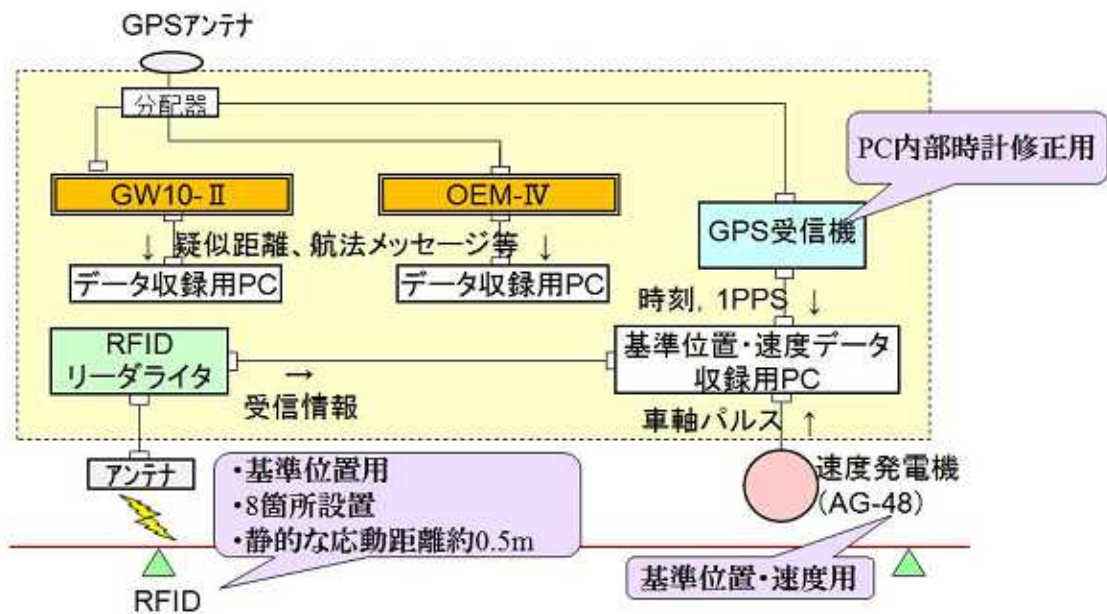 GPSアンテナ
分配器
PC内部時計修正用
GW10-Ⅱ
OEM-Ⅳ
GPS受信機
↓ 疑似距離、航法メッセージ等 ↓
データ収録用PC
データ収録用PC
時刻, 1PPS ↓
RFID
リーダライタ
基準位置・速度データ
収録用PC
→
受信情報
車軸パルス ↑
アンテナ
・基準位置用
・8箇所設置
・静的な応動距離約0.5m
速度発電機
(AG-48)
基準位置・速度用
RFID